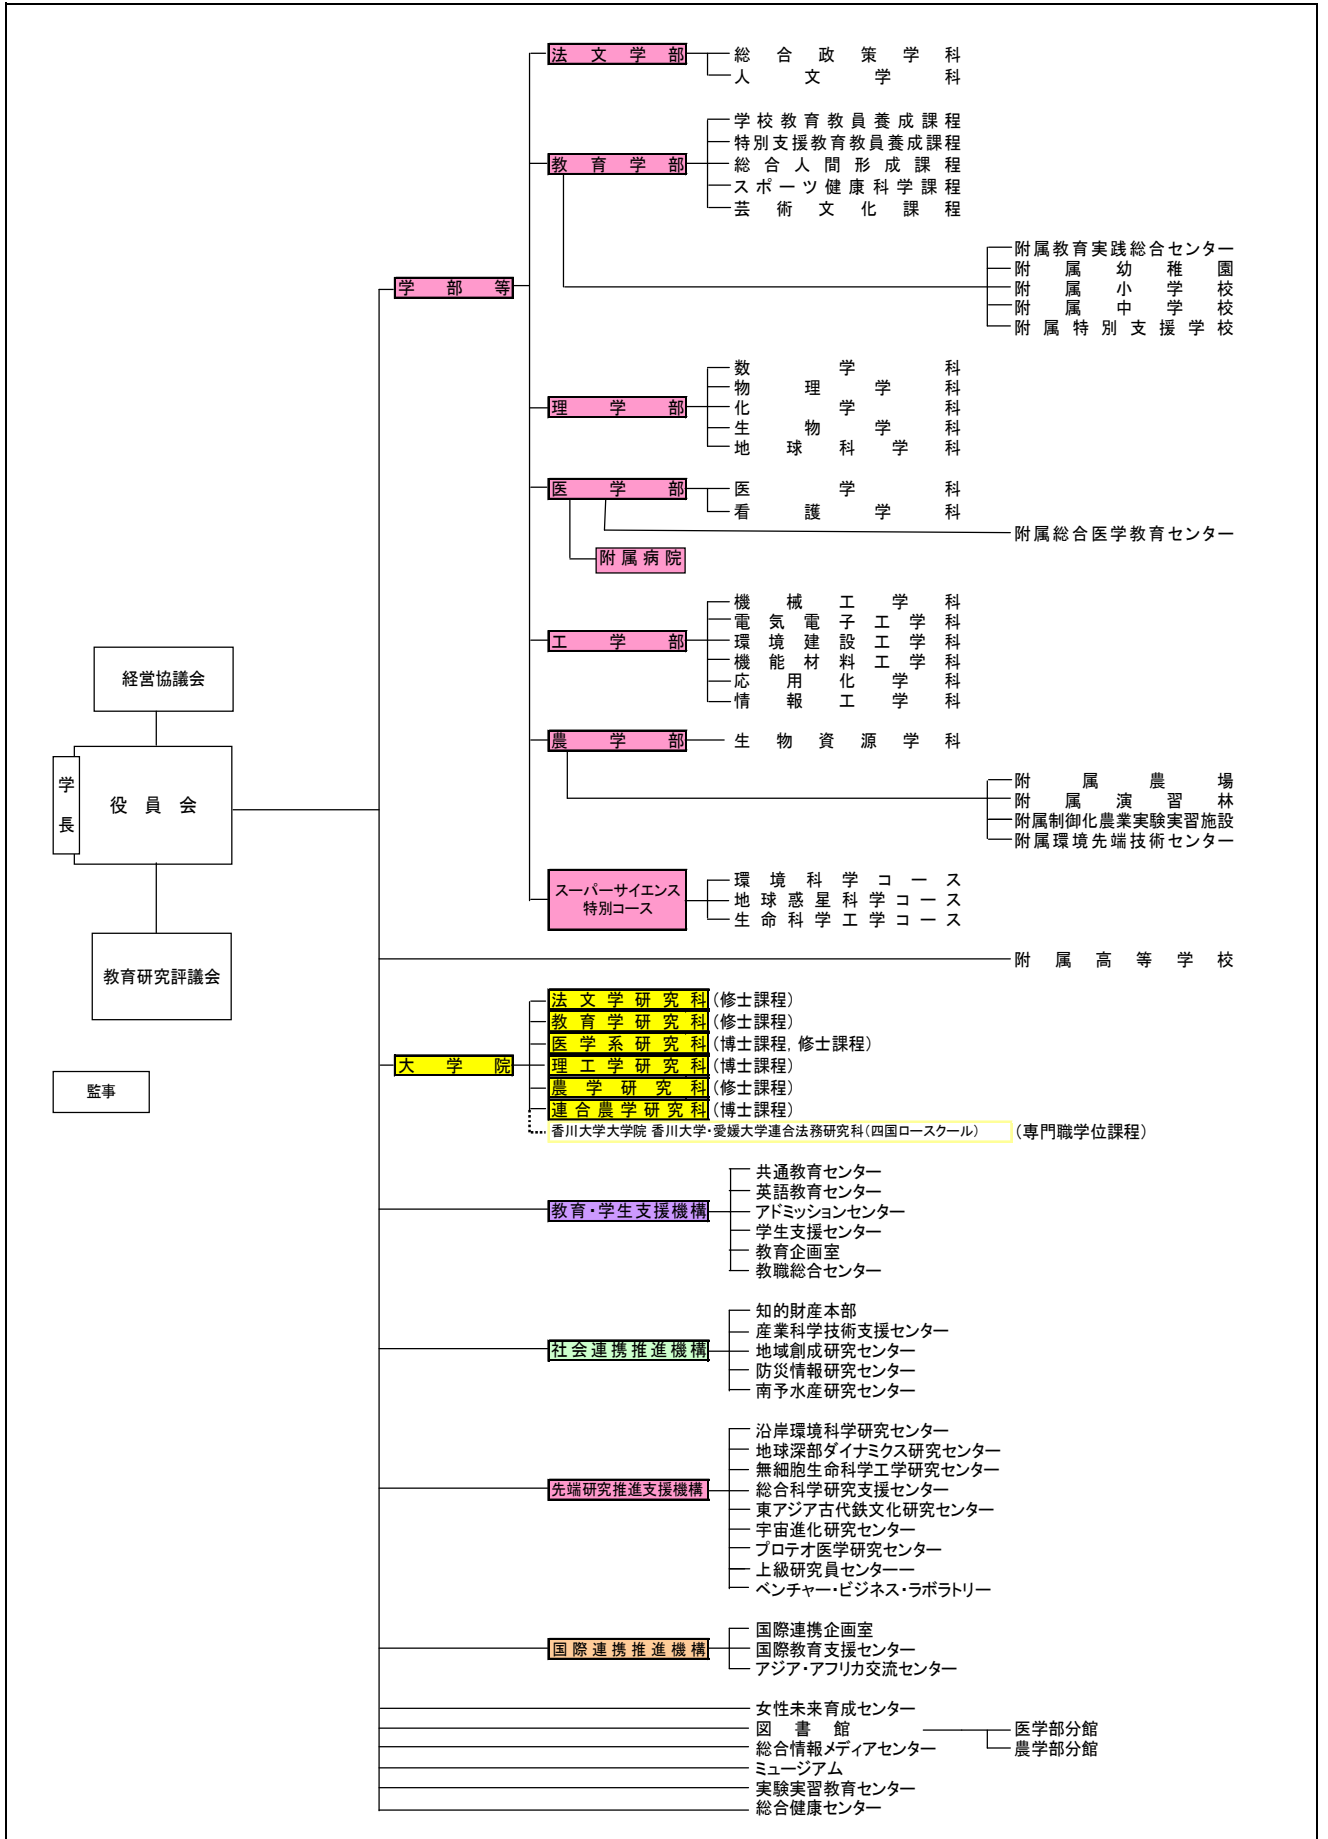 法文学部
総合政策学科
人文学科
教育学部
学校教育教員養成課程
特別支援教育教員養成課程
総合人間形成課程
スポーツ健康科学課程
芸術文化課程
附属教育実践総合センター
附属幼稚園
附属小学校
附属中学校
附属特別支援学校
学部等
理学部
数学科
物理学科
化学科
生物学科
地球科学科
医学部
医学科
看護学科
附属総合医学教育センター
附属病院
工学部
機械工学科
電気電子工学科
環境建設工学科
機能材料工学科
応用化学科
情報工学科
農学部
生物資源学科
附属農場
附属演習林
附属制御化農業実験実習施設
附属環境先端技術センター
スーパーサイエンス
特別コース
環境科学コース
地球惑星科学コース
生命科学工学コース
経営協議会
学長
役員会
教育研究評議会
監事
附属高等学校
大学院
法文学研究科(修士課程)
教育学研究科(修士課程)
医学系研究科(博士課程,修士課程)
理工学研究科(博士課程)
農学研究科(修士課程)
連合農学研究科(博士課程)
香川大学大学院 香川大学・愛媛大学連合法務研究科(四国ロースクール) (専門職学位課程)
教育・学生支援機構
共通教育センター
英語教育センター
アドミッションセンター
学生支援センター
教育企画室
教職総合センター
社会連携推進機構
知的財産本部
産業科学技術支援センター
地域創成研究センター
防災情報研究センター
南予水産研究センター
先端研究推進支援機構
沿岸環境科学研究センター
地球深部ダイナミクス研究センター
無細胞生命科学工学研究センター
総合科学研究支援センター
東アジア古代鉄文化研究センター
宇宙進化研究センター
プロテオ医学研究センター
上級研究員センターー
ベンチャー・ビジネス・ラボラトリー
国際連携推進機構
国際連携企画室
国際教育支援センター
アジア・アフリカ交流センター
女性未来育成センター
図書館
医学部分館
農学部分館
総合情報メディアセンター
ミュージアム
実験実習教育センター
総合健康センター